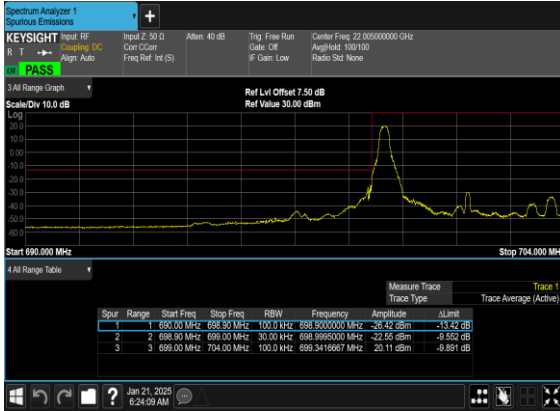 Spectrum Analyzer 1
Spurious Emissions
+
KEYSIGHT Input: RF Input Z: 50 Ω Atten: 40 dB Trig: Free Run Center Freq: 22.005000000 GHz
R T Coupling: DC Corr CCorr Gate: Off Avg|Hold: 100/100
Align: Auto Freq Ref: Int (S) IF Gain: Low Radio Std: None
PASS
3 All Range Graph
Ref Lvl Offset 7.50 dB
Scale/Div 10.0 dB Ref Value 30.00 dBm
Log
20.0
10.0
0.00
-10.0
-20.0
-30.0
-40.0
-50.0
-60.0
Start 690.000 MHz Stop 704.000 MH
4 All Range Table
Measure Trace Trace 1
Trace Type Trace Average (Active)
Spur Range Start Freq Stop Freq RBW Frequency Amplitude ΔLimit
1 1 690.00 MHz 698.90 MHz 100.0 kHz 698.9000000 MHz -26.42 dBm -13.42 dB
2 2 698.90 MHz 699.00 MHz 30.00 kHz 698.9995000 MHz -22.55 dBm -9.552 dB
3 3 699.00 MHz 704.00 MHz 100.0 kHz 699.3416667 MHz 20.11 dBm -9.891 dB
Jan 21, 2025
6:24:09 AM
?